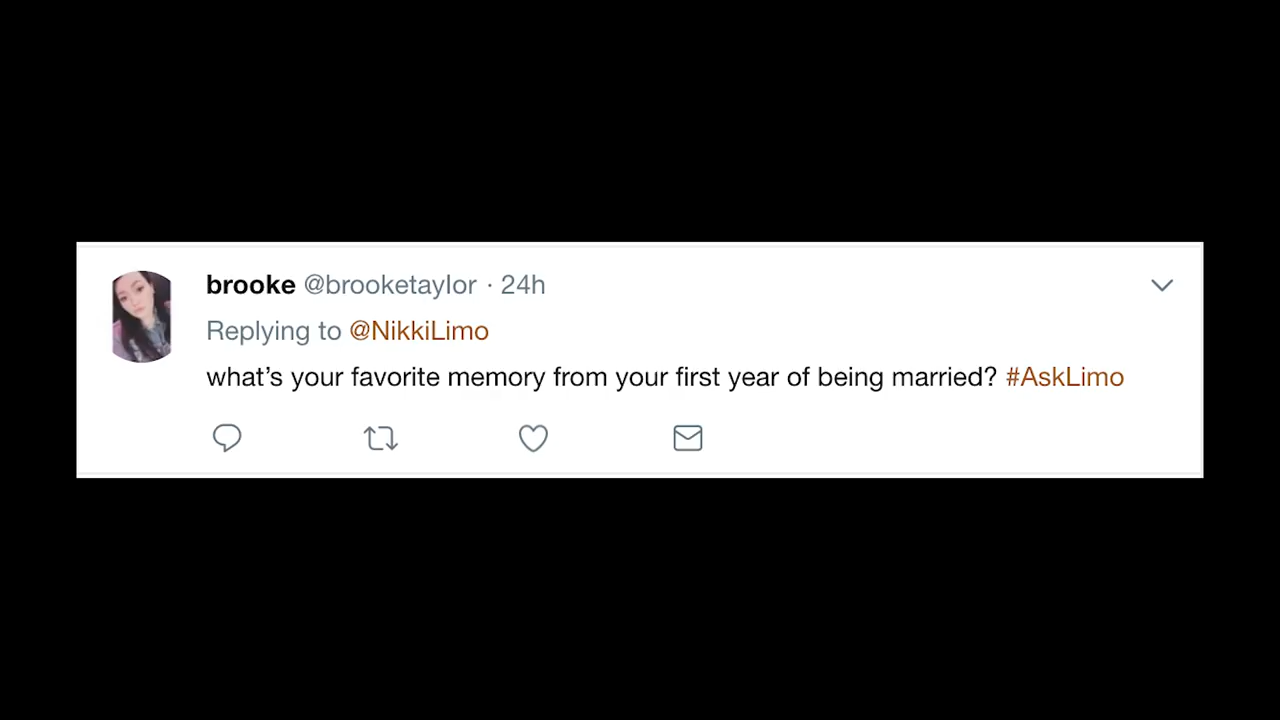 brooke @brooketaylor · 24h
Replying to @NikkiLimo
what’s your favorite memory from your first year of being married? #AskLimo